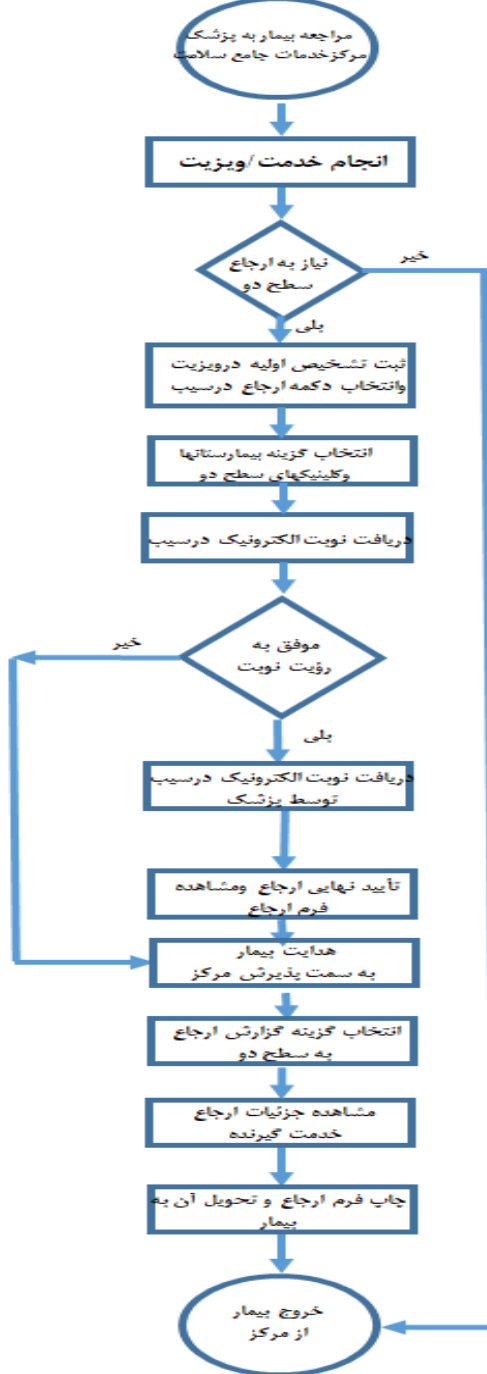 مراجعه بیمار به پزشک
مرکزخدمات جامع سلامت
انجام خدمت/ویزیت
نیاز به ارجاع
سطح دو
خیر
بلی
ثبت تشخیص اولیه درویزیت
وانتخاب دکمه ارجاع درسیب
انتخاب گزینه بیمارستاتها
وکلینیکهای سطح دو
دریافت نوبت الکترونیک درسیب
موفق به
رؤیت نوبت
خیر
بلی
دریافت نوبت الکترونیک درسیب
توسط پزشک
تأیید نهایی ارجاع ومشاهده
فرم ارجاع
هدایت بیمار
به سمت پذیرش مرکز
انتخاب گزینه گزارش ارجاع
به سطح دو
مشاهده جزئیات ارجاع
خدمت گیرنده
چاپ فرم ارجاع و تحویل آن به
بیمار
خروج بیمار
از مرکز